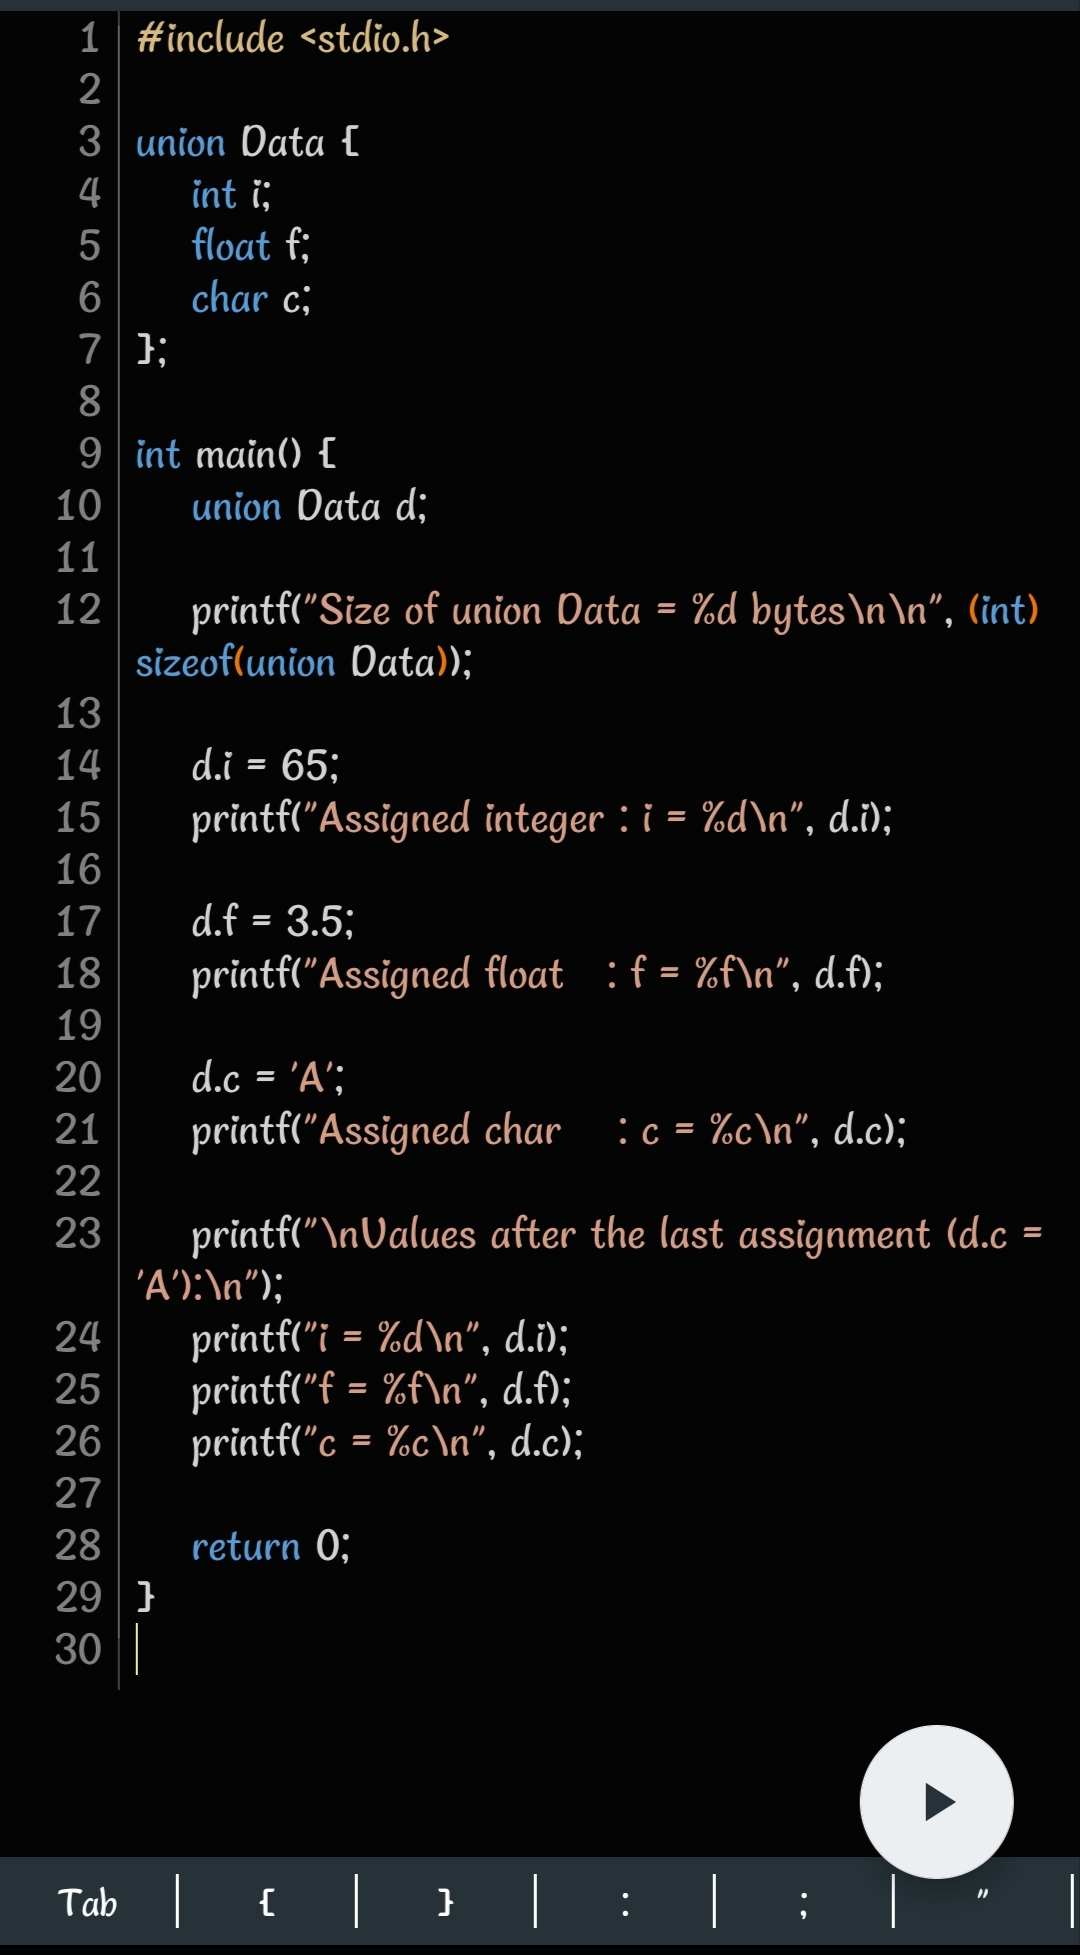 1 #include <stdio.h>
2
3 union Data {
4    int i;
5    float f;
6    char c;
7 };
8
9 int main() {
10    union Data d;
11
12    printf("Size of union Data = %d bytes\n\n", (int)
sizeof(union Data));
13
14    d.i = 65;
15    printf("Assigned integer : i = %d\n", d.i);
16
17    d.f = 3.5;
18    printf("Assigned float   : f = %f\n", d.f);
19
20    d.c = 'A';
21    printf("Assigned char    : c = %c\n", d.c);
22
23    printf("\nValues after the last assignment (d.c =
'A'):\n");
24    printf("i = %d\n", d.i);
25    printf("f = %f\n", d.f);
26    printf("c = %c\n", d.c);
27
28    return 0;
29 }
30
Tab | { | } | : | ; | " |